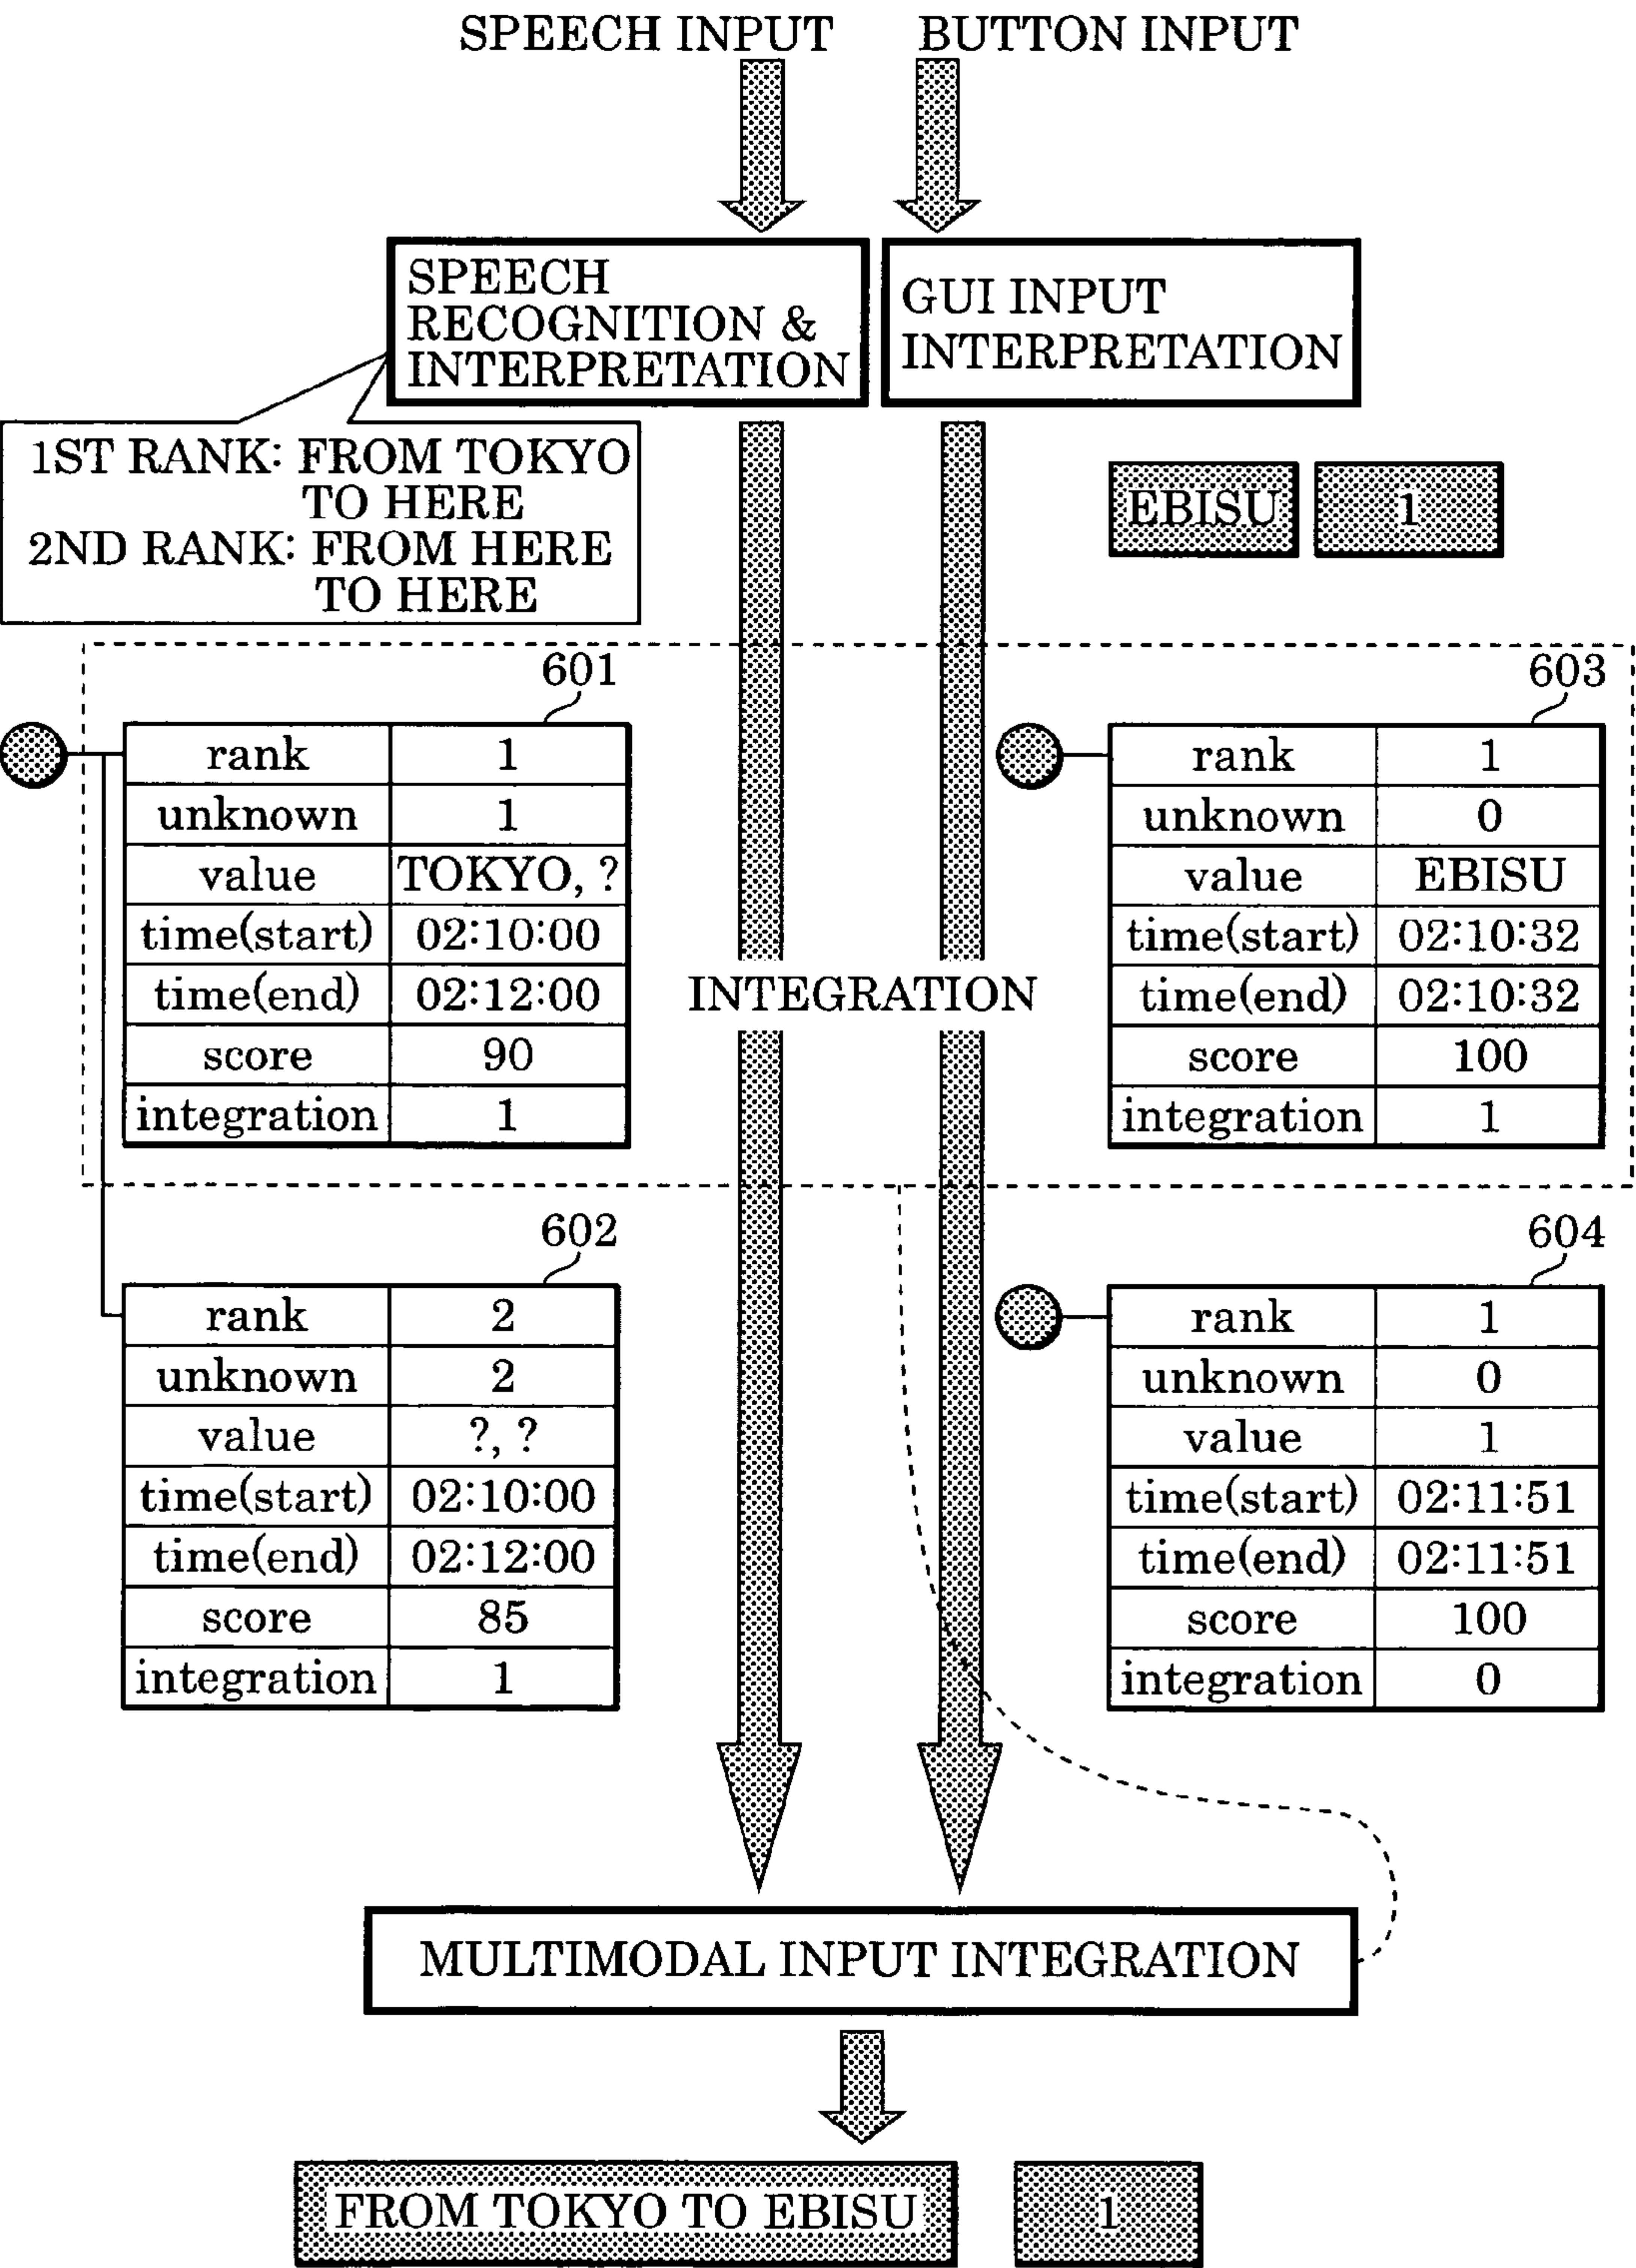 SPEECH INPUT
BUTTON INPUT
SPEECH
RECOGNITION &
INTERPRETATION
GUI INPUT
INTERPRETATION
1ST RANK: FROM TOKYO
TO HERE
2ND RANK: FROM HERE
TO HERE
EBISU
1
601
rank 1
unknown 1
value TOKYO, ?
time(start) 02:10:00
time(end) 02:12:00
score 90
integration 1
INTEGRATION
603
rank 1
unknown 0
value EBISU
time(start) 02:10:32
time(end) 02:10:32
score 100
integration 1
602
rank 2
unknown 2
value ?, ?
time(start) 02:10:00
time(end) 02:12:00
score 85
integration 1
604
rank 1
unknown 0
value 1
time(start) 02:11:51
time(end) 02:11:51
score 100
integration 0
MULTIMODAL INPUT INTEGRATION
FROM TOKYO TO EBISU
1